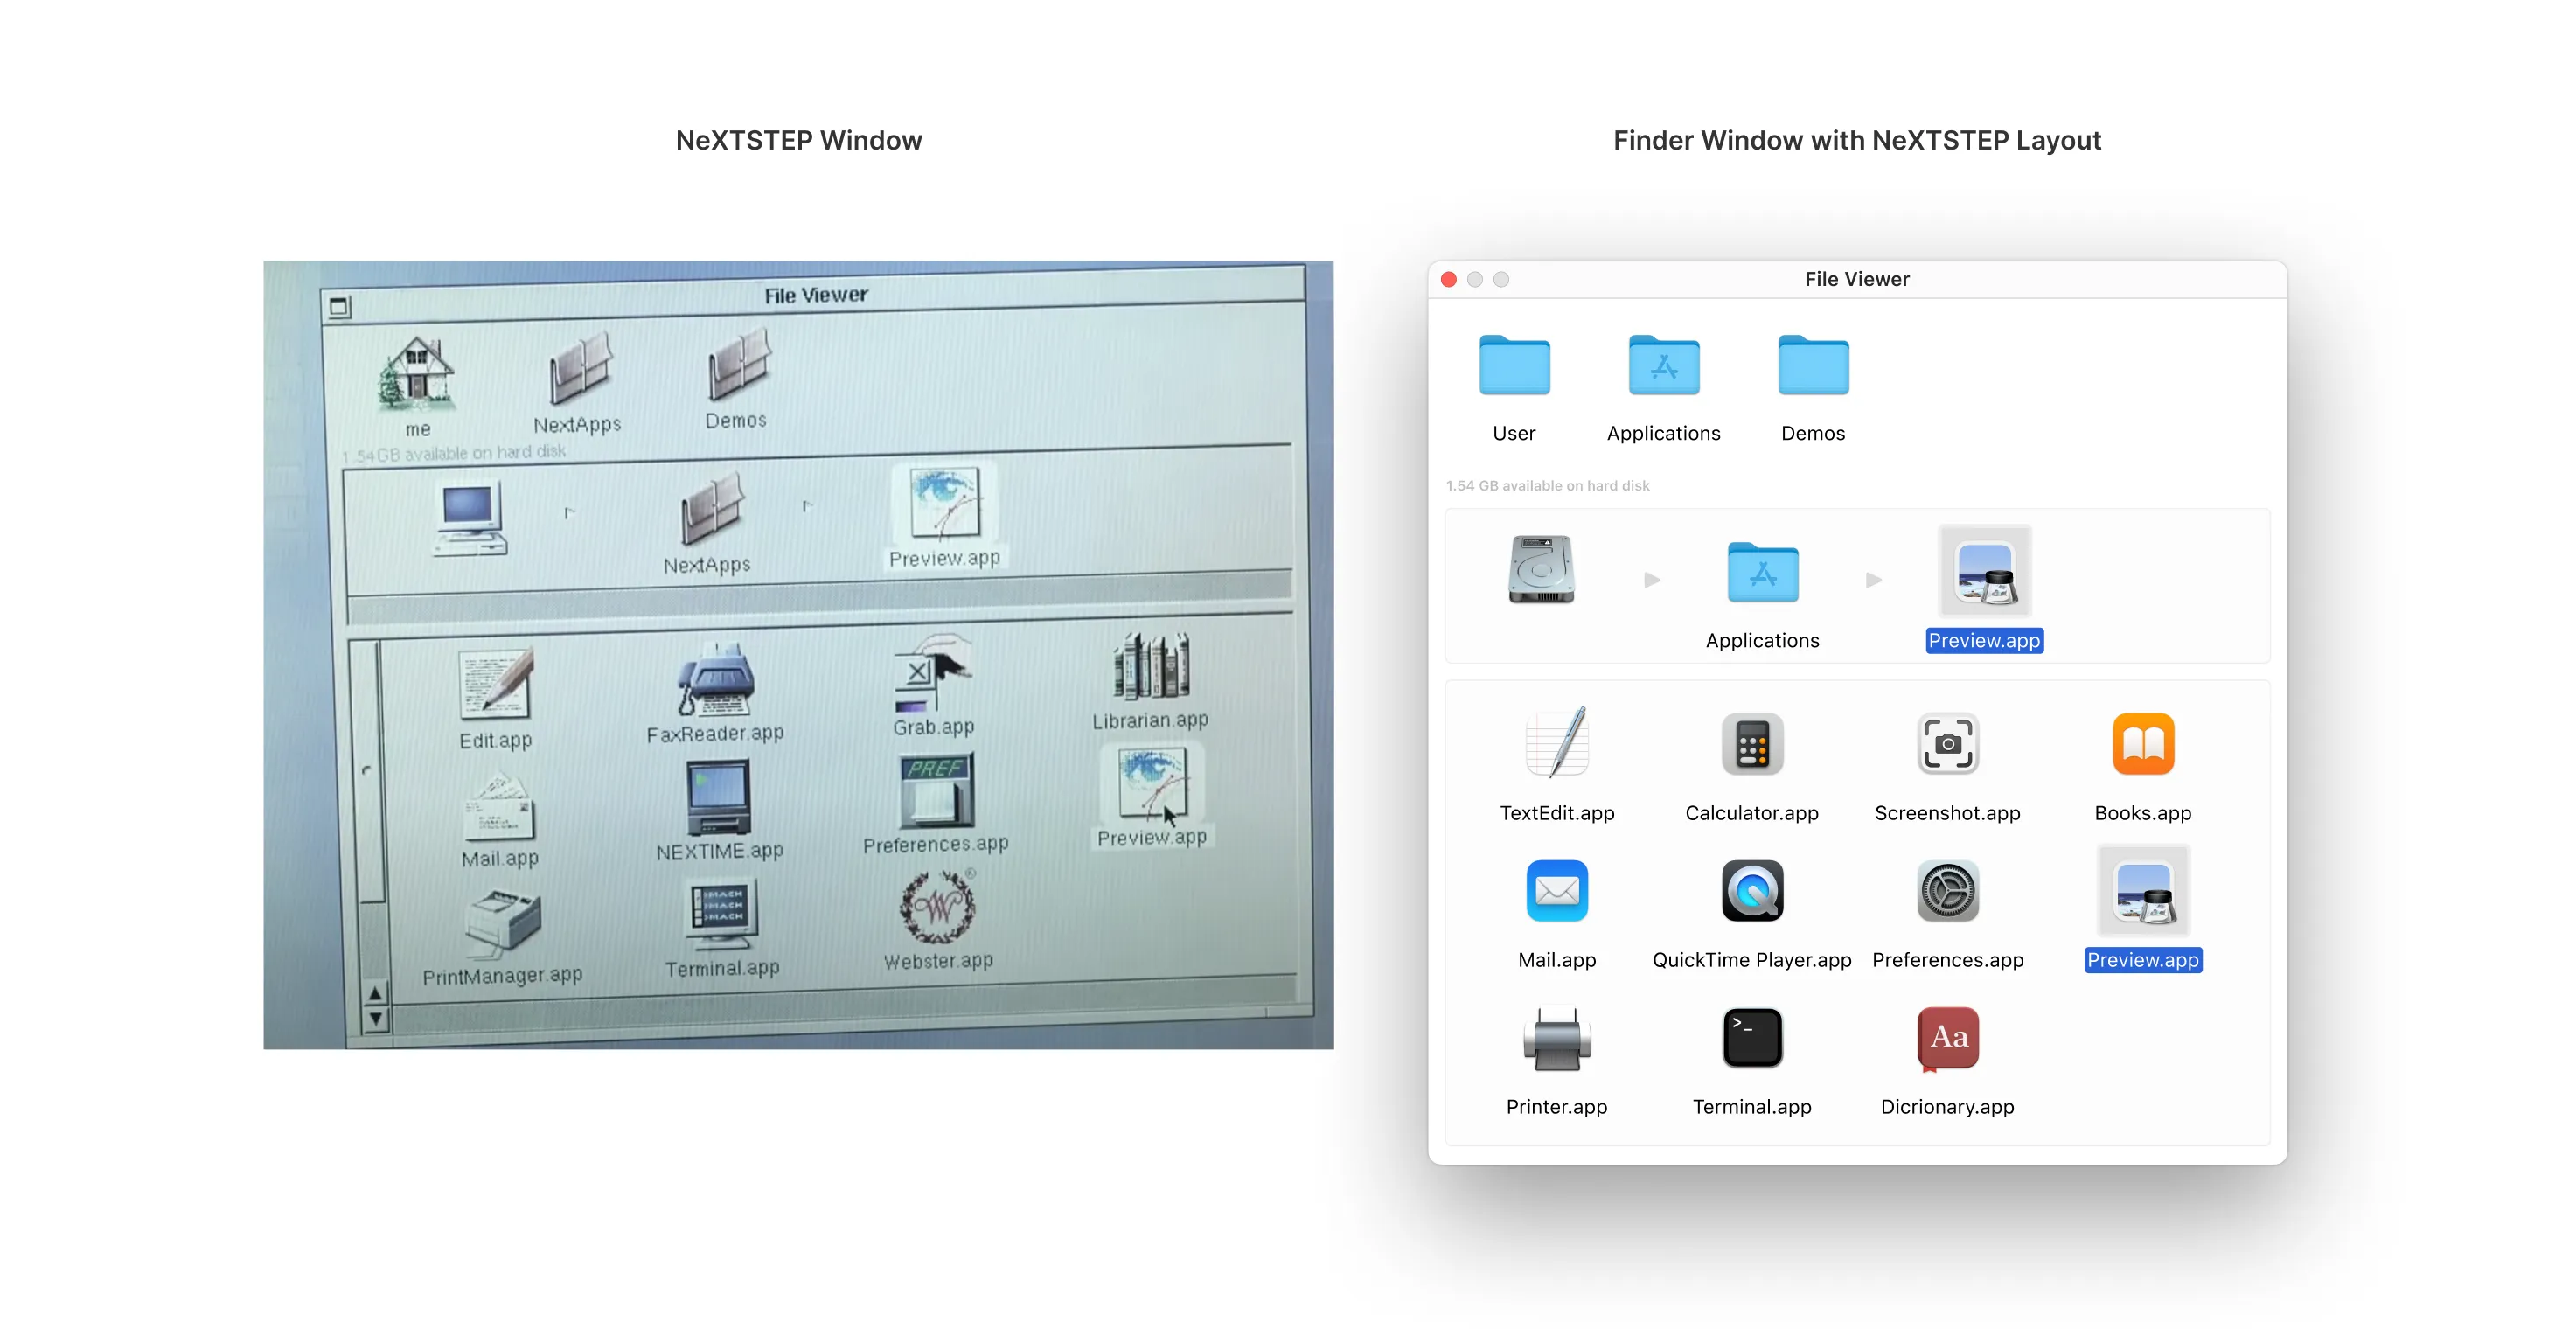 NeXTSTEP Window
File Viewer
me
NextApps
Demos
1.54GB available on hard disk
NextApps
Preview.app
Edit.app
FaxReader.app
Grab.app
Librarian.app
PREF
Mail.app
NEXTIME.app
Preferences.app
Preview.app
MACH
MACH
MACH
W
PrintManager.app
Terminal.app
Webster.app
Finder Window with NeXTSTEP Layout
File Viewer
User
Applications
Demos
1.54 GB available on hard disk
Applications
Preview.app
TextEdit.app
Calculator.app
Screenshot.app
Books.app
Mail.app
QuickTime Player.app
Preferences.app
Preview.app
>_
Aa
Printer.app
Terminal.app
Dicrionary.app